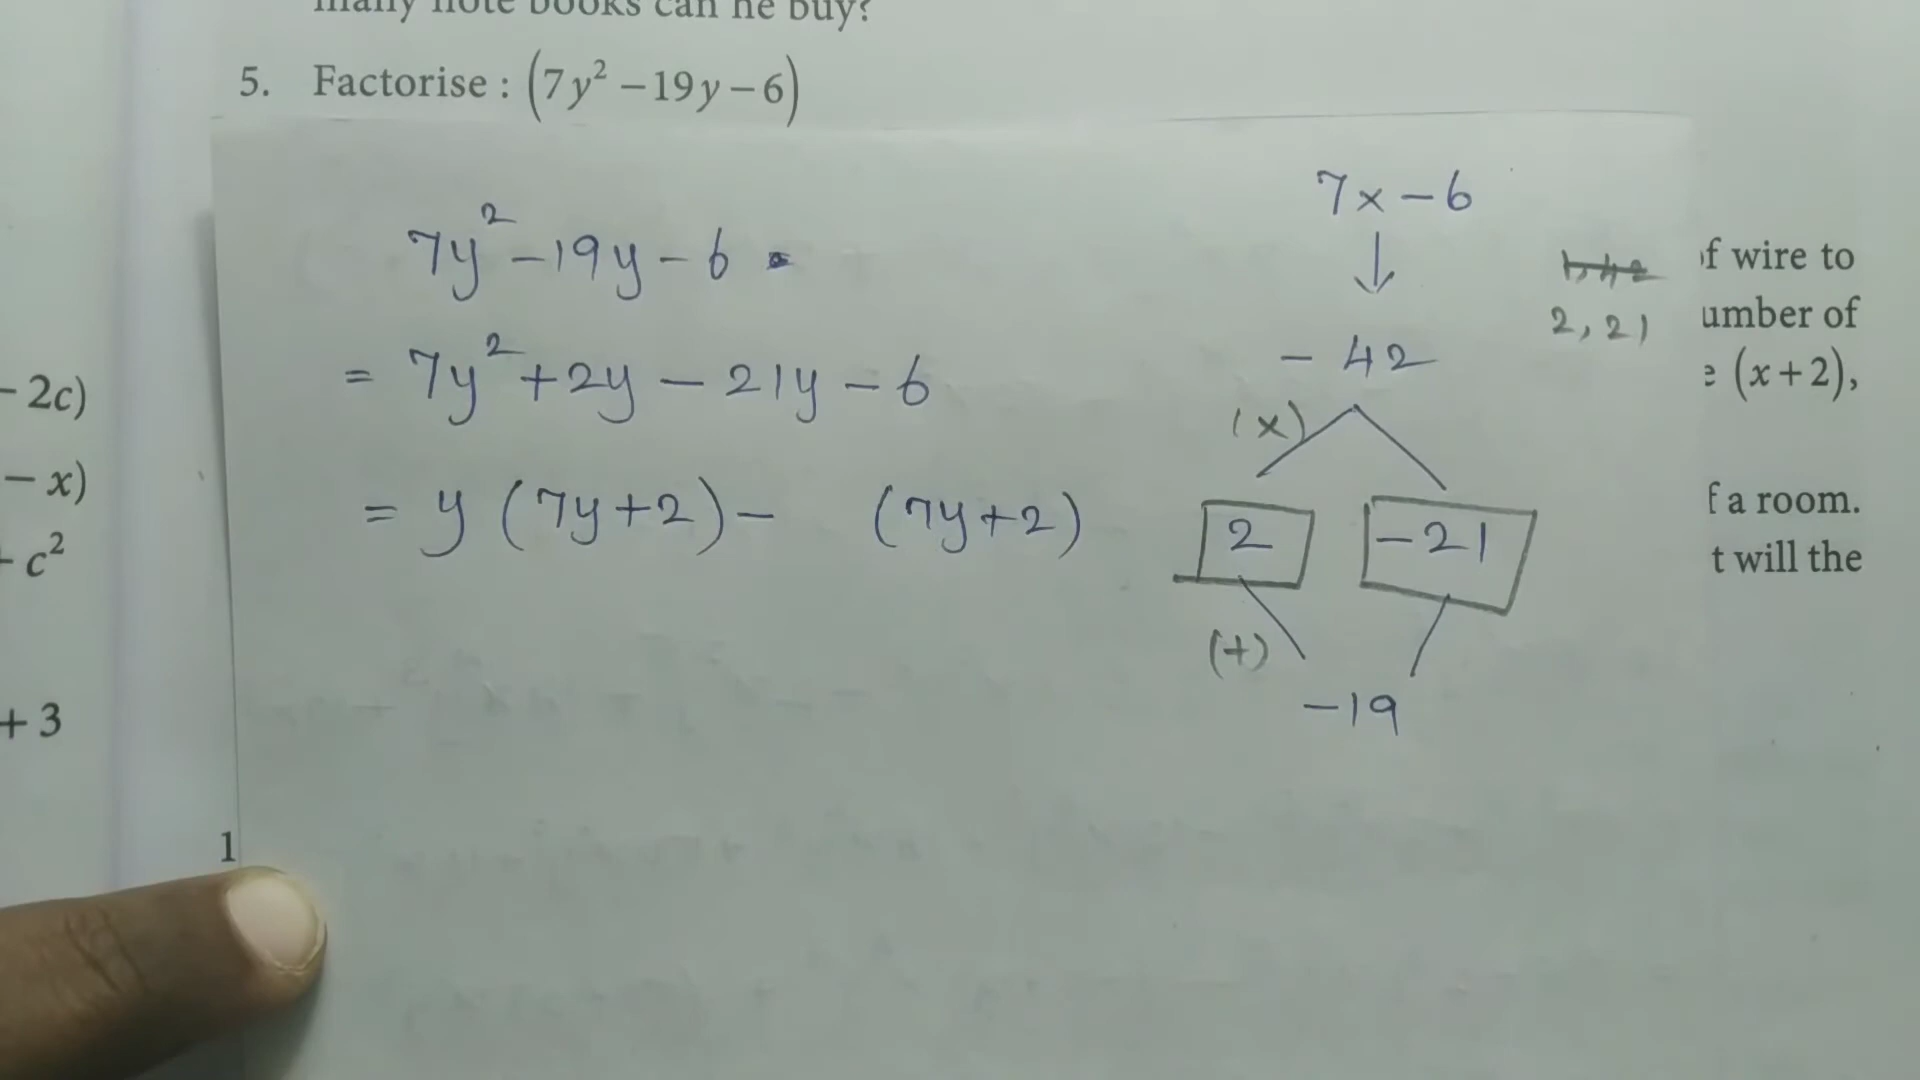 many note books can he buy?
5. Factorise : (7y² – 19y – 6)
7y² – 19y – 6
= 7y² + 2y – 21y – 6
= y (7y + 2) –   (7y + 2)
7 x – 6
↓
– 42
(x)
2   – 21
(+)
– 19
2, 21
f wire to
umber of
e (x + 2),
f a room.
t will the
– 2c)
– x)
c²
+ 3
1